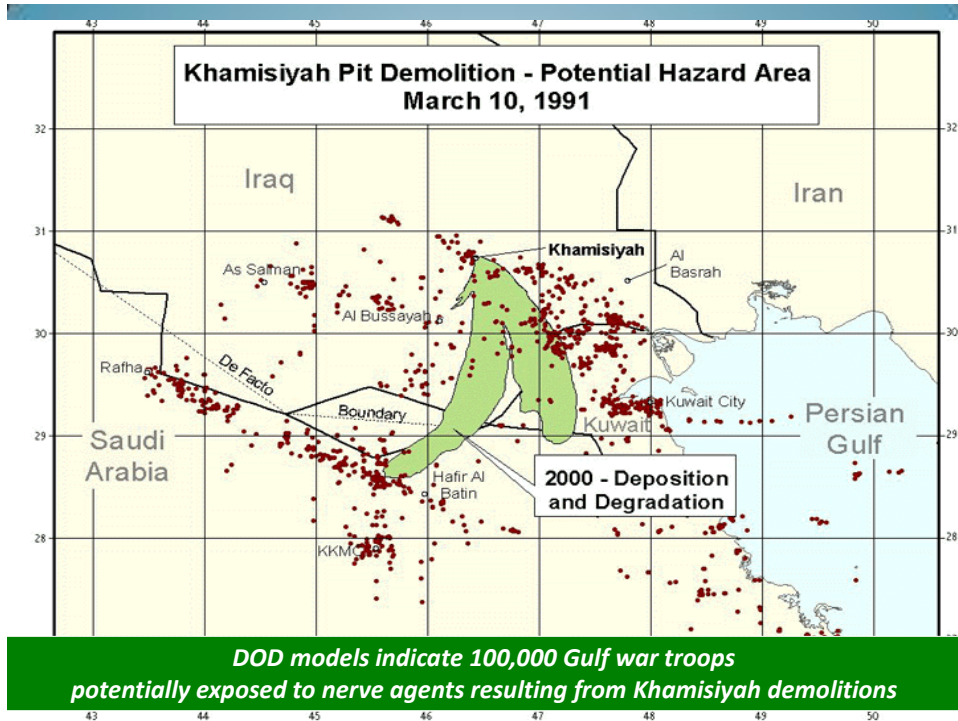 43 44 45 46 47 48 49 50
Khamisiyah Pit Demolition - Potential Hazard Area
March 10, 1991
32 32
Iraq
Iran
31 31
Khamisiyah
Al
Basrah
As Salman
Al Bussayah
30 30
Rafha
De Facto
Boundary
Kuwait City
Kuwait
Persian
Gulf
29 29
Saudi
Arabia
Hafir Al
Batin
2000 - Deposition
and Degradation
28 28
KKMC
DOD models indicate 100,000 Gulf war troops
potentially exposed to nerve agents resulting from Khamisiyah demolitions
43 44 45 46 47 48 49 50